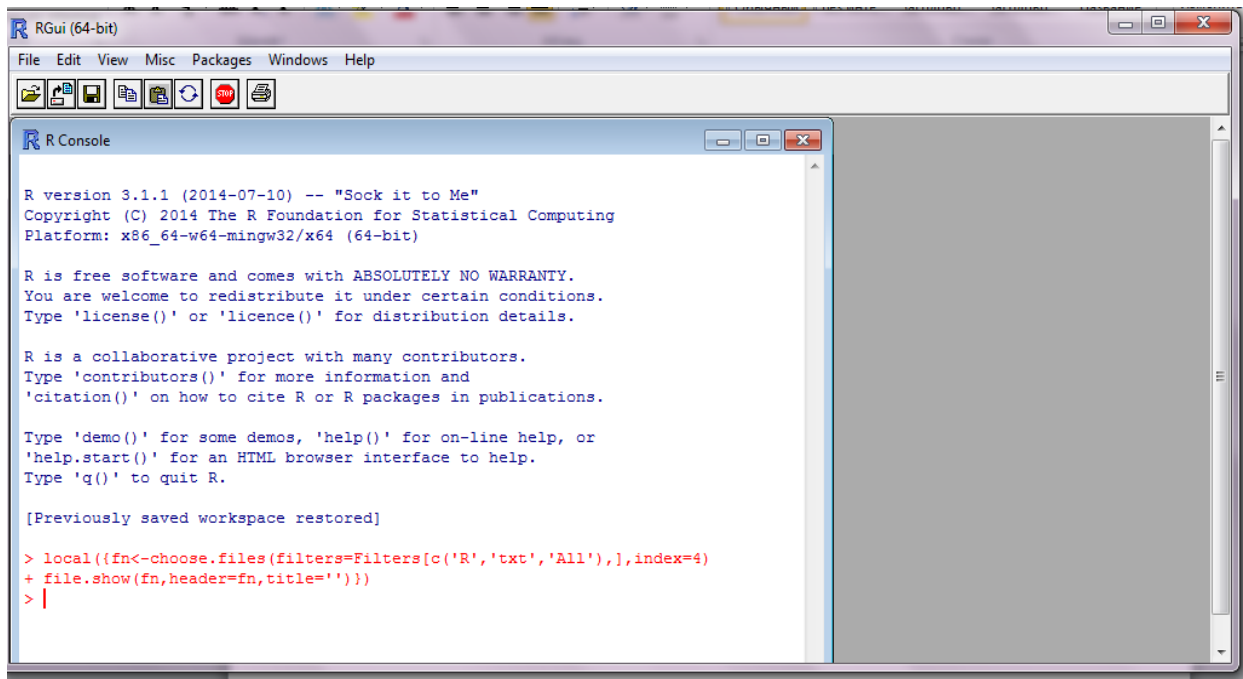 RGui (64-bit)
File Edit View Misc Packages Windows Help
STOP
R Console
R version 3.1.1 (2014-07-10) -- "Sock it to Me"
Copyright (C) 2014 The R Foundation for Statistical Computing
Platform: x86_64-w64-mingw32/x64 (64-bit)
R is free software and comes with ABSOLUTELY NO WARRANTY.
You are welcome to redistribute it under certain conditions.
Type 'license()' or 'licence()' for distribution details.
R is a collaborative project with many contributors.
Type 'contributors()' for more information and
'citation()' on how to cite R or R packages in publications.
Type 'demo()' for some demos, 'help()' for on-line help, or
'help.start()' for an HTML browser interface to help.
Type 'q()' to quit R.
[Previously saved workspace restored]
> local({fn<-choose.files(filters=Filters[c('R','txt','All'),],index=4)
+ file.show(fn,header=fn,title='')})
>